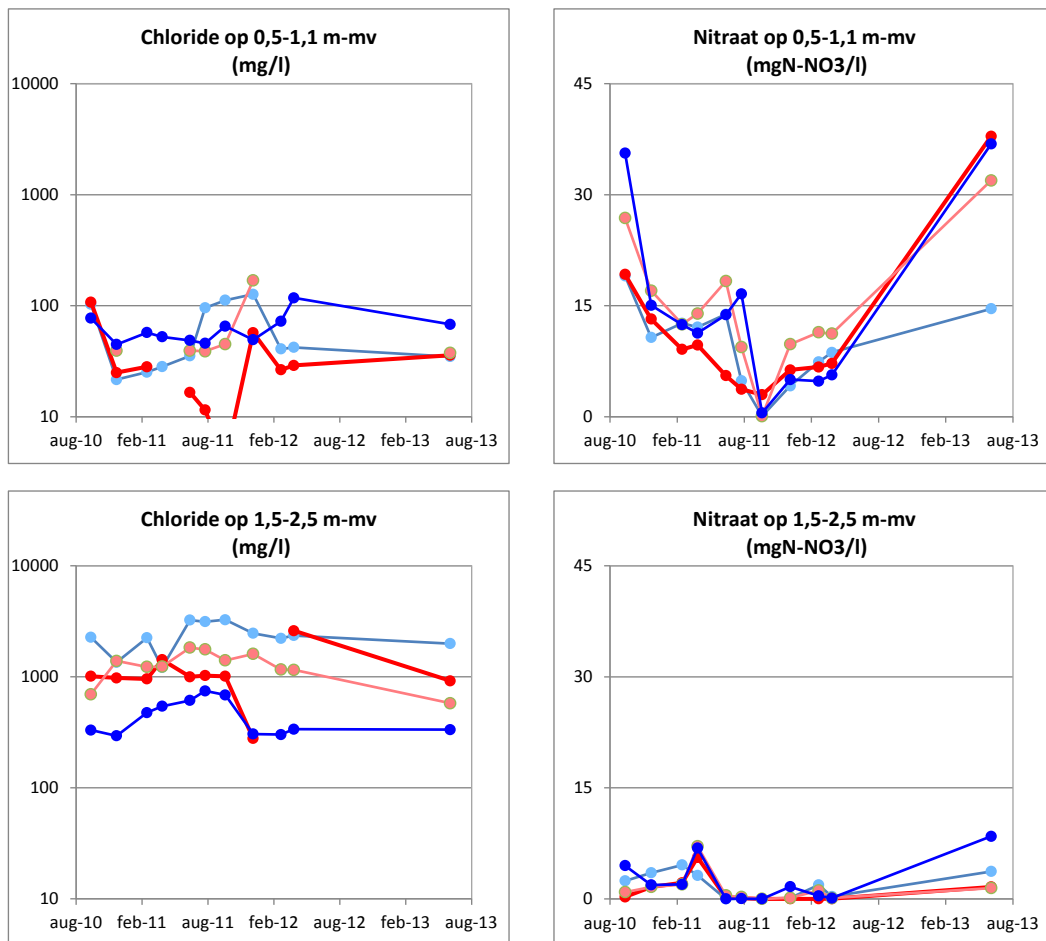 Chloride op 0,5-1,1 m-mv
(mg/l)
10000
1000
100
10
aug-10 feb-11 aug-11 feb-12 aug-12 feb-13 aug-13
Nitraat op 0,5-1,1 m-mv
(mgN-NO3/l)
45
30
15
0
aug-10 feb-11 aug-11 feb-12 aug-12 feb-13 aug-13
Chloride op 1,5-2,5 m-mv
(mg/l)
10000
1000
100
10
aug-10 feb-11 aug-11 feb-12 aug-12 feb-13 aug-13
Nitraat op 1,5-2,5 m-mv
(mgN-NO3/l)
45
30
15
0
aug-10 feb-11 aug-11 feb-12 aug-12 feb-13 aug-13